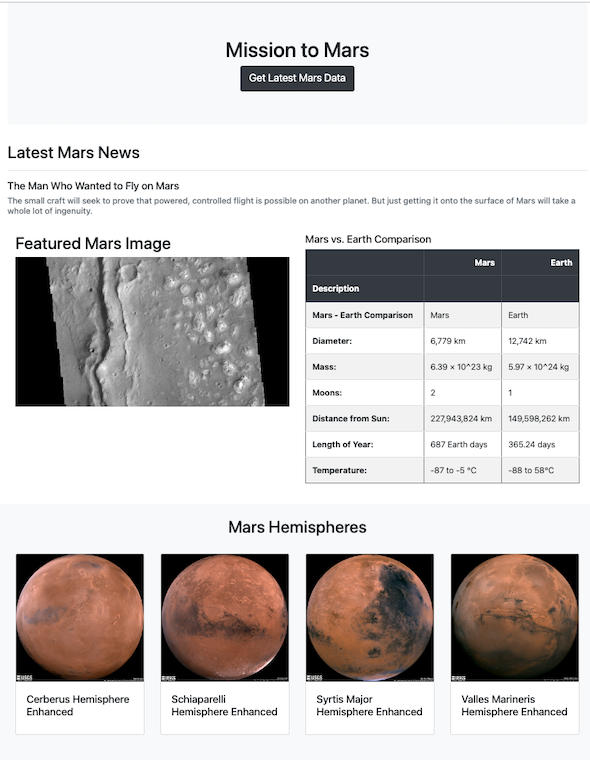 Mission to Mars
Get Latest Mars Data
Latest Mars News
The Man Who Wanted to Fly on Mars
The small craft will seek to prove that powered, controlled flight is possible on another planet. But just getting it onto the surface of Mars will take a
whole lot of ingenuity.
Featured Mars Image
Mars vs. Earth Comparison
Mars Earth
Description
Mars - Earth Comparison Mars Earth
Diameter: 6,779 km 12,742 km
Mass: 6.39 × 10^23 kg 5.97 × 10^24 kg
Moons: 2 1
Distance from Sun: 227,943,824 km 149,598,262 km
Length of Year: 687 Earth days 365.24 days
Temperature: -87 to -5 °C -88 to 58°C
Mars Hemispheres
USGS USGS USGS USGS
Cerberus Hemisphere
Enhanced
Schiaparelli
Hemisphere Enhanced
Syrtis Major
Hemisphere Enhanced
Valles Marineris
Hemisphere Enhanced